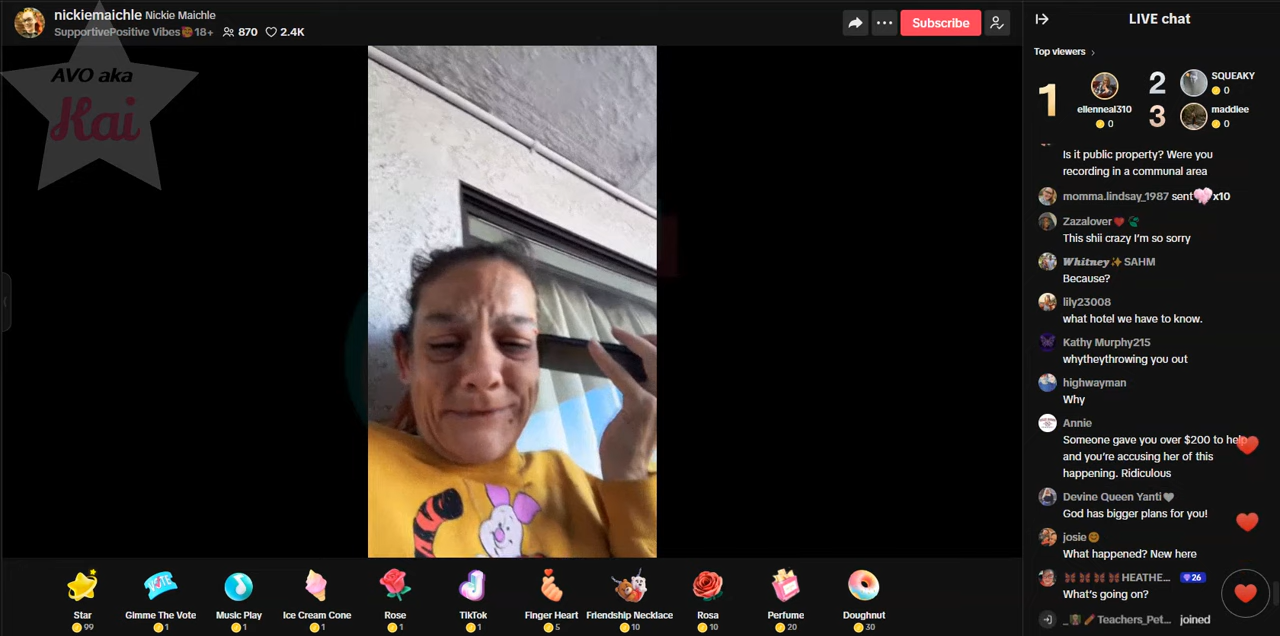 nickiemaichle Nickie Maichle
SupportivePositive Vibes 18+ 870 2.4K
Subscribe
AVO aka
Kai
LIVE chat
Top viewers
1
ellenneal310
0
2
SQUEAKY
0
3
maddlee
0
Is it public property? Were you
recording in a communal area
momma.lindsay_1987 sent x10
Zazalover
This shii crazy I'm so sorry
Whitney SAHM
Because?
lily23008
what hotel we have to know.
Kathy Murphy215
whytheythrowing you out
highwayman
Why
Annie
Someone gave you over $200 to help
and you're accusing her of this
happening. Ridiculous
Devine Queen Yanti
God has bigger plans for you!
josie
What happened? New here
HEATHE... 26
What's going on?
_ Teachers_Pet... joined
Star
99
Gimme The Vote
1
Music Play
1
Ice Cream Cone
1
Rose
1
TikTok
1
Finger Heart
5
Friendship Necklace
10
Rosa
10
Perfume
20
Doughnut
30